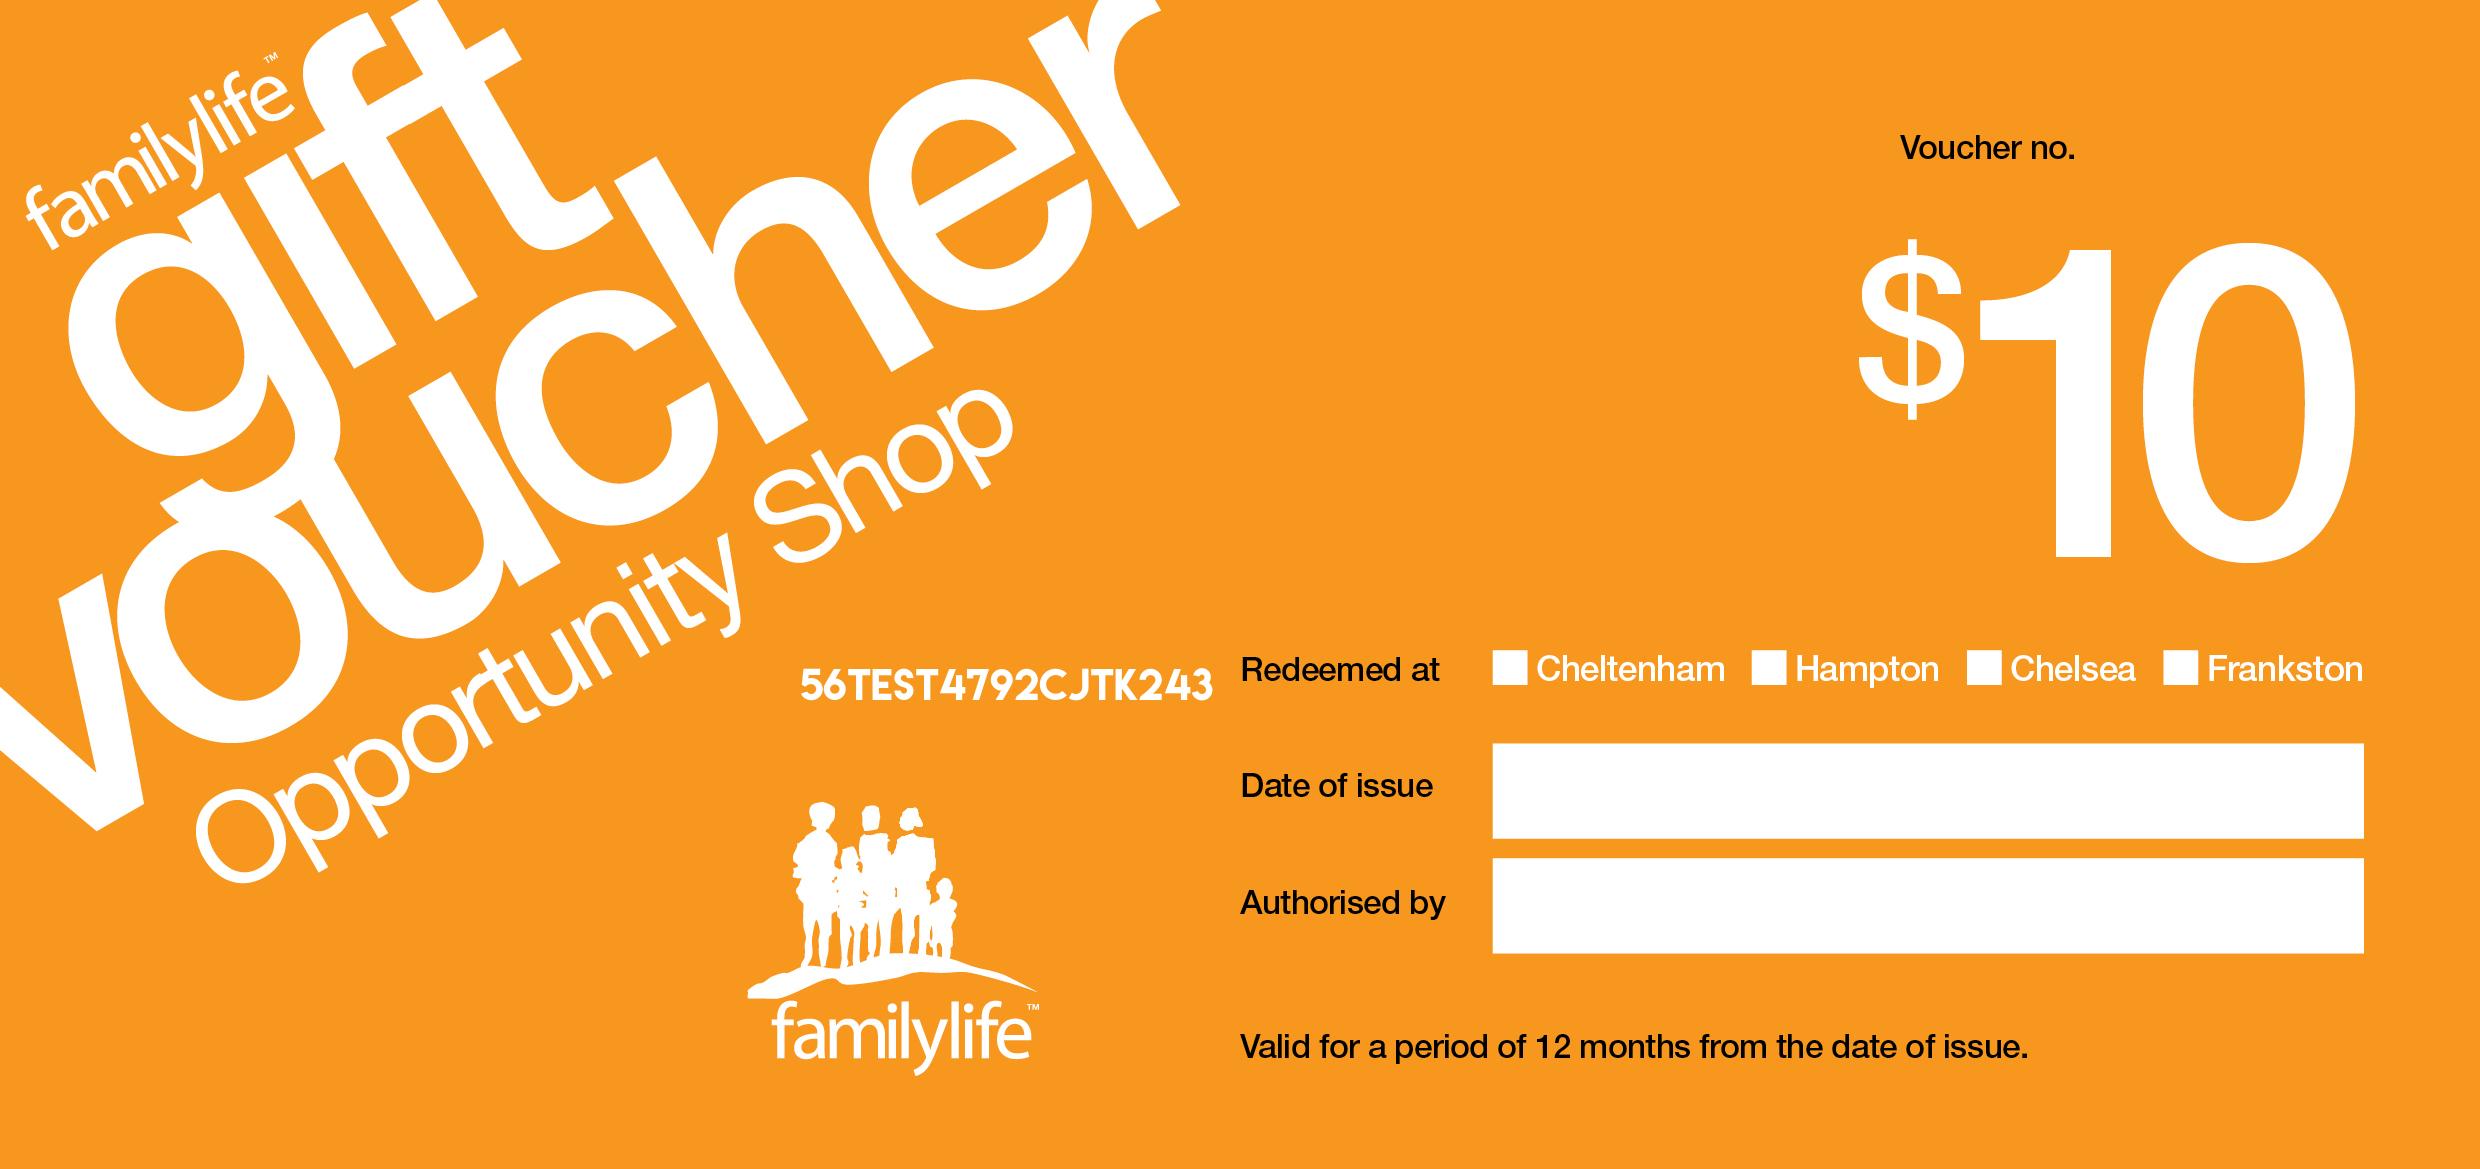 familylife™
gift
voucher
Opportunity Shop
Voucher no.
$10
56TEST4792CJTK243
Redeemed at Cheltenham Hampton Chelsea Frankston
Date of issue
Authorised by
familylife™
Valid for a period of 12 months from the date of issue.